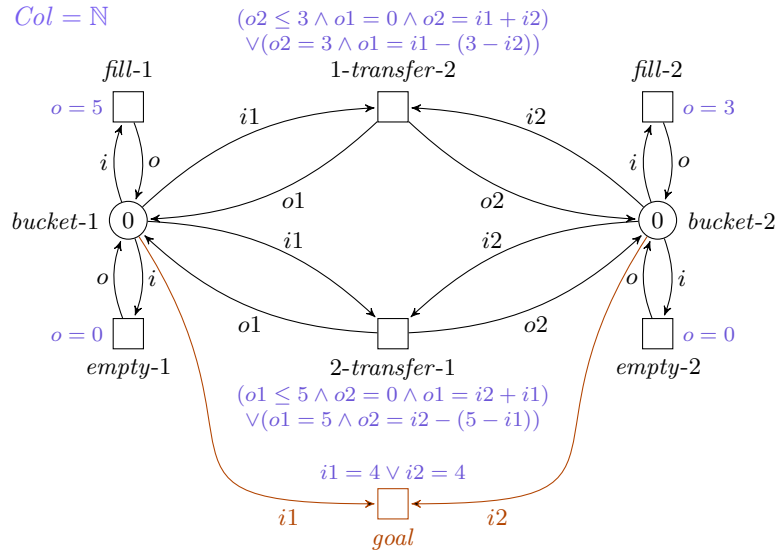 Col = ℕ
(o2 ≤ 3 ∧ o1 = 0 ∧ o2 = i1 + i2)
∨(o2 = 3 ∧ o1 = i1 − (3 − i2))
fill-1
1-transfer-2
fill-2
o = 5
o = 3
i1
i2
i
o
i
o
o1
o2
bucket-1
0
0
bucket-2
i1
i2
o
i
o
i
o1
o2
o = 0
o = 0
empty-1
2-transfer-1
empty-2
(o1 ≤ 5 ∧ o2 = 0 ∧ o1 = i2 + i1)
∨(o1 = 5 ∧ o2 = i2 − (5 − i1))
i1 = 4 ∨ i2 = 4
i1
i2
goal